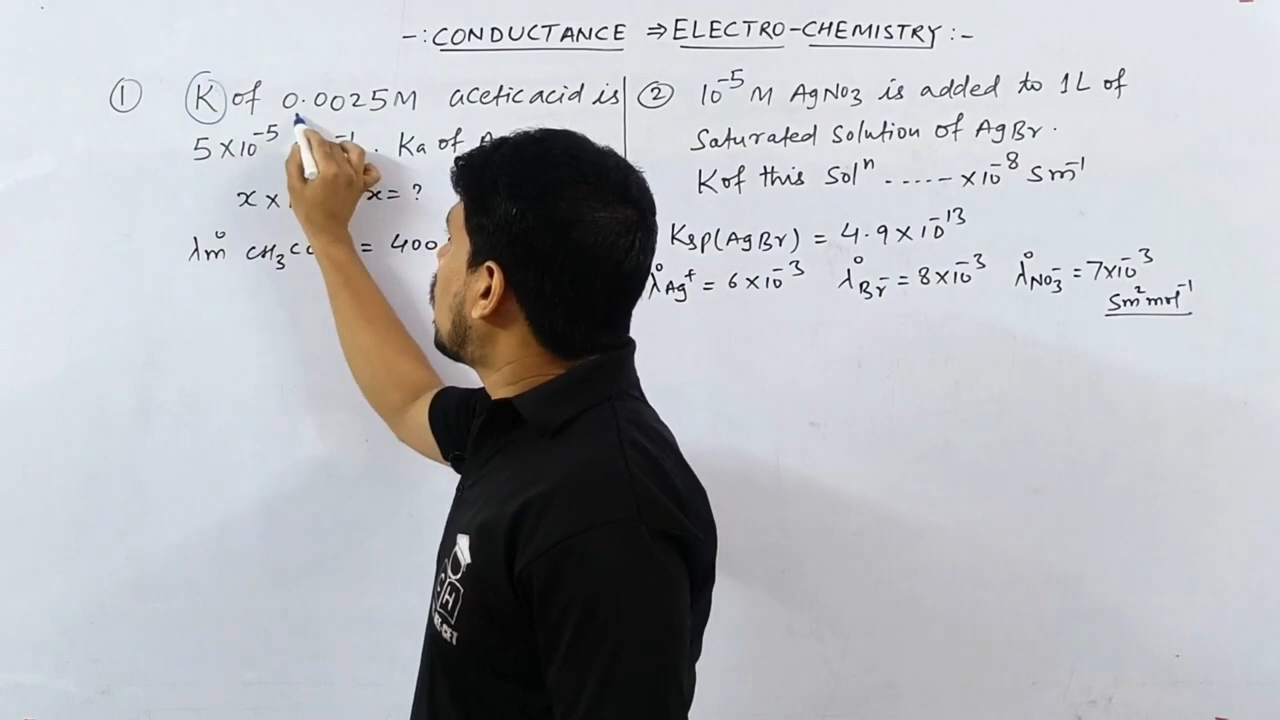 -: CONDUCTANCE ⇒ ELECTRO-CHEMISTRY :-
① K of 0.0025M acetic acid is
5×10⁻⁵ ⁻¹. Ka of
x × x = ?
λ°m = 400
② 10⁻⁵ M AgNO₃ is added to 1L of
Saturated solution of AgBr.
K of this Solⁿ ..... ×10⁻⁸ Sm⁻¹
Ksp(AgBr) = 4.9×10⁻¹³
λ°Ag⁺ = 6×10⁻³ λ°Br⁻ = 8×10⁻³ λ°NO₃⁻ = 7×10⁻³
Sm²mol⁻¹